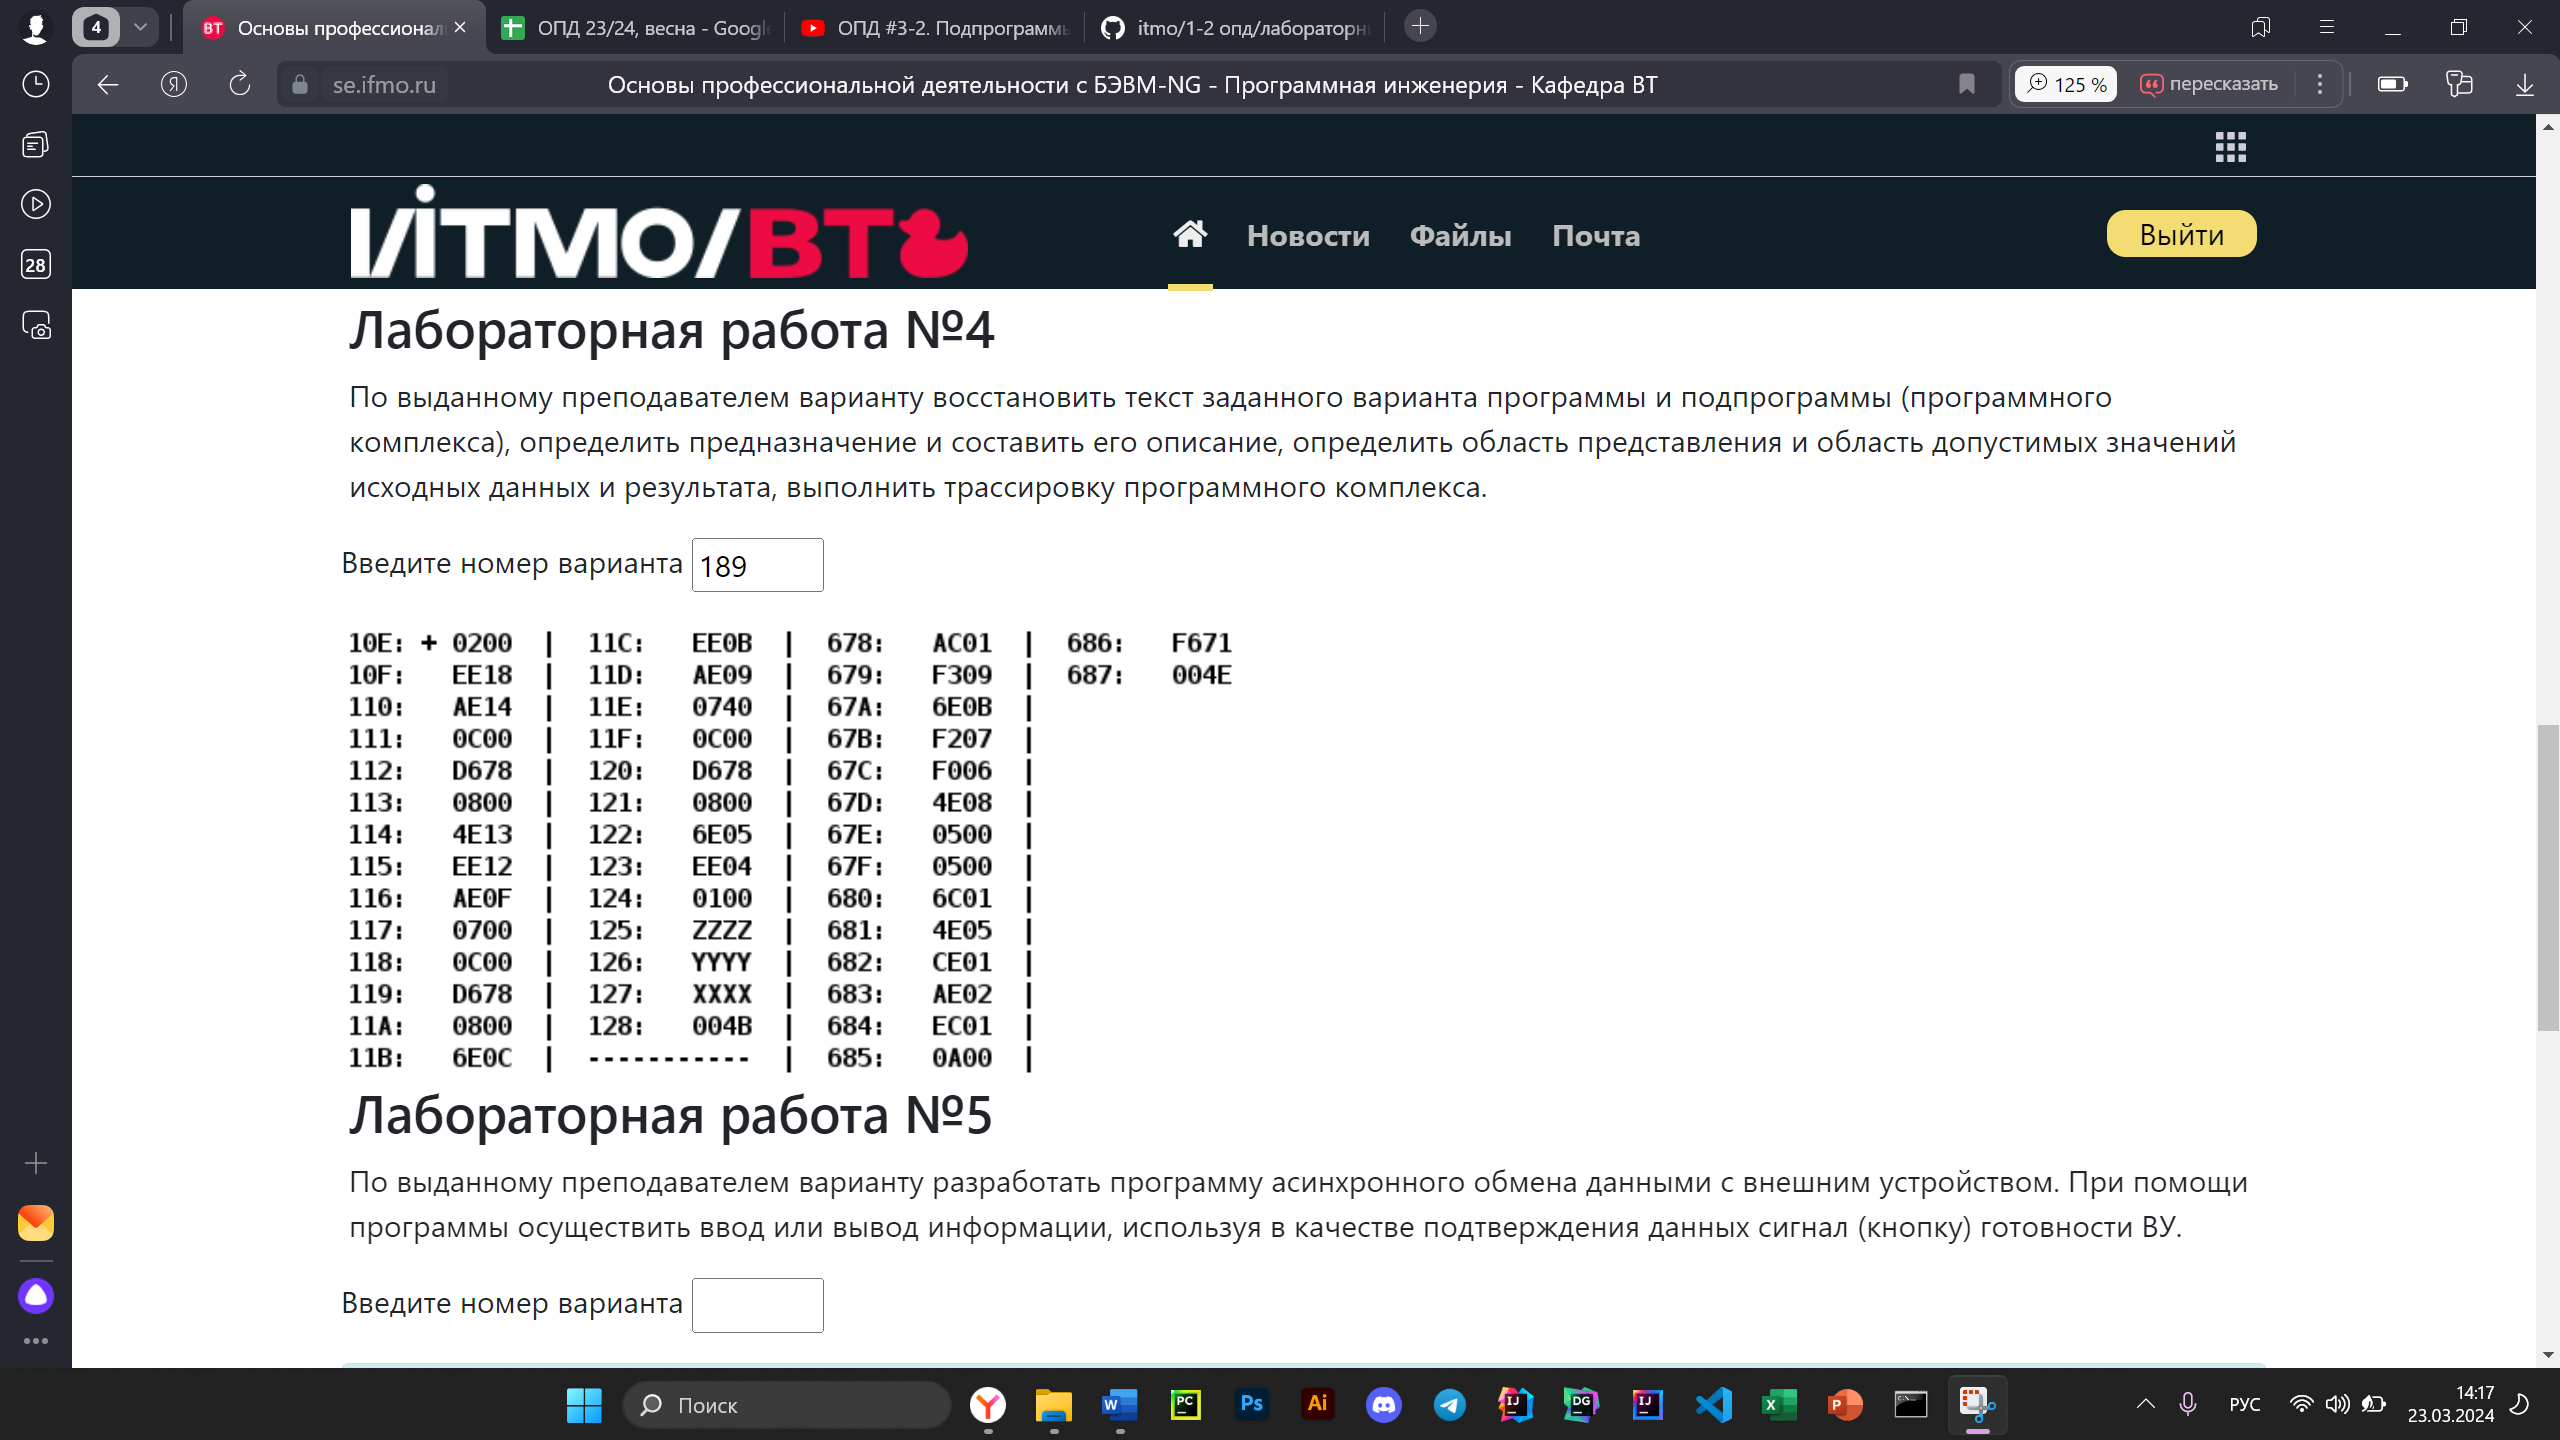 4
Основы профессионал
ОПД 23/24, весна - Googl
ОПД #3-2. Подпрограммы
itmo/1-2 опд/лабораторн
se.ifmo.ru
Основы профессиональной деятельности с БЭВМ-NG - Программная инженерия - Кафедра ВТ
125 %
пересказать
28
ИТМО/ВТ
Новости
Файлы
Почта
Выйти
Лабораторная работа №4
По выданному преподавателем варианту восстановить текст заданного варианта программы и подпрограммы (программного
комплекса), определить предназначение и составить его описание, определить область представления и область допустимых значений
исходных данных и результата, выполнить трассировку программного комплекса.
Введите номер варианта 189
10E: + 0200 | 11C: EE0B | 678: AC01 | 686: F671
10F: EE18 | 11D: AE09 | 679: F309 | 687: 004E
110: AE14 | 11E: 0740 | 67A: 6E0B |
111: 0C00 | 11F: 0C00 | 67B: F207 |
112: D678 | 120: D678 | 67C: F006 |
113: 0800 | 121: 0800 | 67D: 4E08 |
114: 4E13 | 122: 6E05 | 67E: 0500 |
115: EE12 | 123: EE04 | 67F: 0500 |
116: AE0F | 124: 0100 | 680: 6C01 |
117: 0700 | 125: ZZZZ | 681: 4E05 |
118: 0C00 | 126: YYYY | 682: CE01 |
119: D678 | 127: XXXX | 683: AE02 |
11A: 0800 | 128: 004B | 684: EC01 |
11B: 6E0C | ----------- | 685: 0A00 |
Лабораторная работа №5
По выданному преподавателем варианту разработать программу асинхронного обмена данными с внешним устройством. При помощи
программы осуществить ввод или вывод информации, используя в качестве подтверждения данных сигнал (кнопку) готовности ВУ.
Введите номер варианта
Поиск
РУС
14:17
23.03.2024